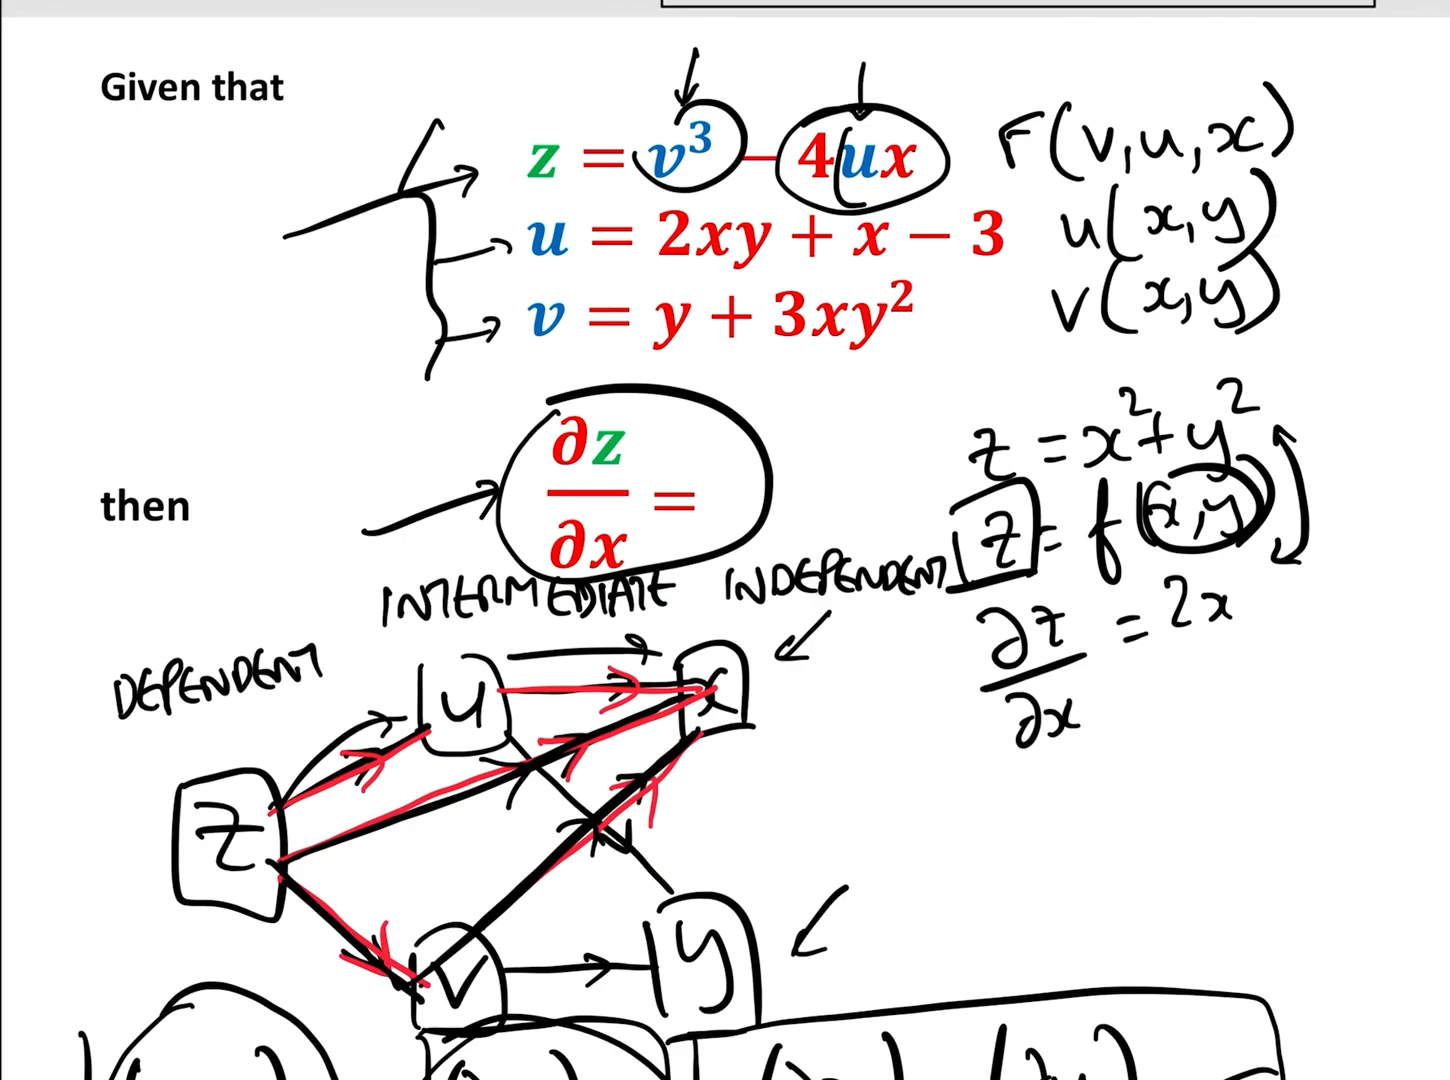 Given that
z = v³ − 4ux F(v,u,x)
u = 2xy + x − 3 u(x,y)
v = y + 3xy² v(x,y)
z = x² + y²
then ∂z/∂x = z = f(x,y)
∂z/∂x = 2x
INTERMEDIATE INDEPENDENT
DEPENDENT
u x
z
v y